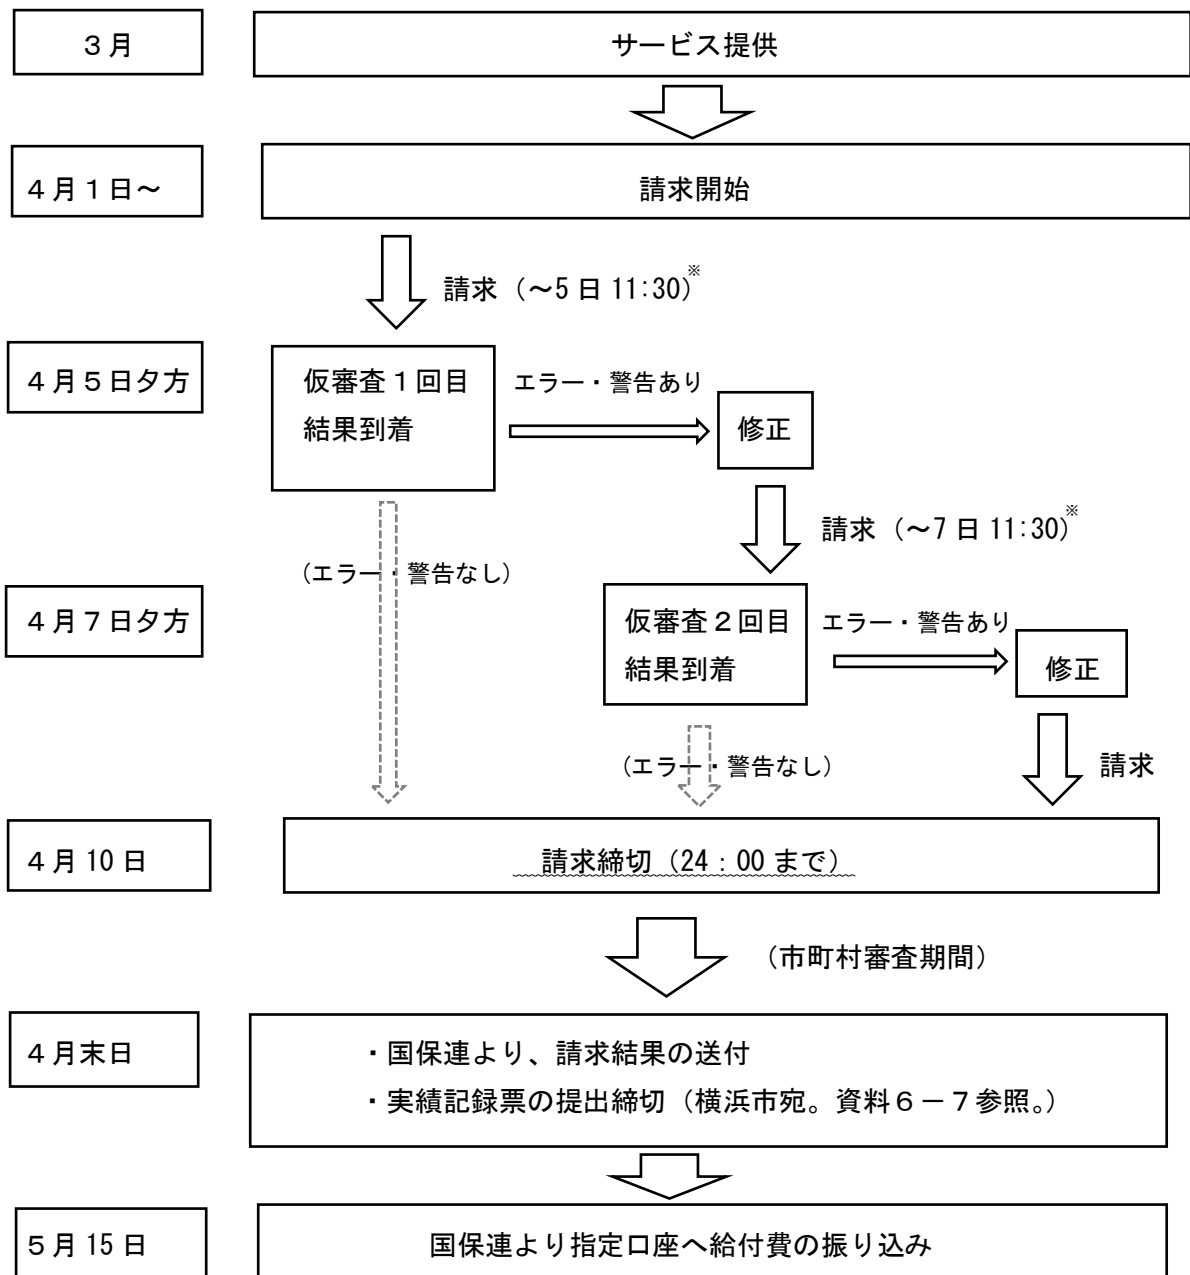 ３月
サービス提供
４月１日～
請求開始
請求（～5 日 11:30）※
４月５日夕方
仮審査１回目
結果到着
エラー・警告あり
修正
請求（～7 日 11:30）※
（エラー・警告なし）
４月７日夕方
仮審査２回目
結果到着
エラー・警告あり
修正
（エラー・警告なし）
請求
４月 10 日
請求締切（24：00 まで）
（市町村審査期間）
４月末日
・国保連より、請求結果の送付
・実績記録票の提出締切（横浜市宛。資料６－７参照。）
５月 15 日
国保連より指定口座へ給付費の振り込み